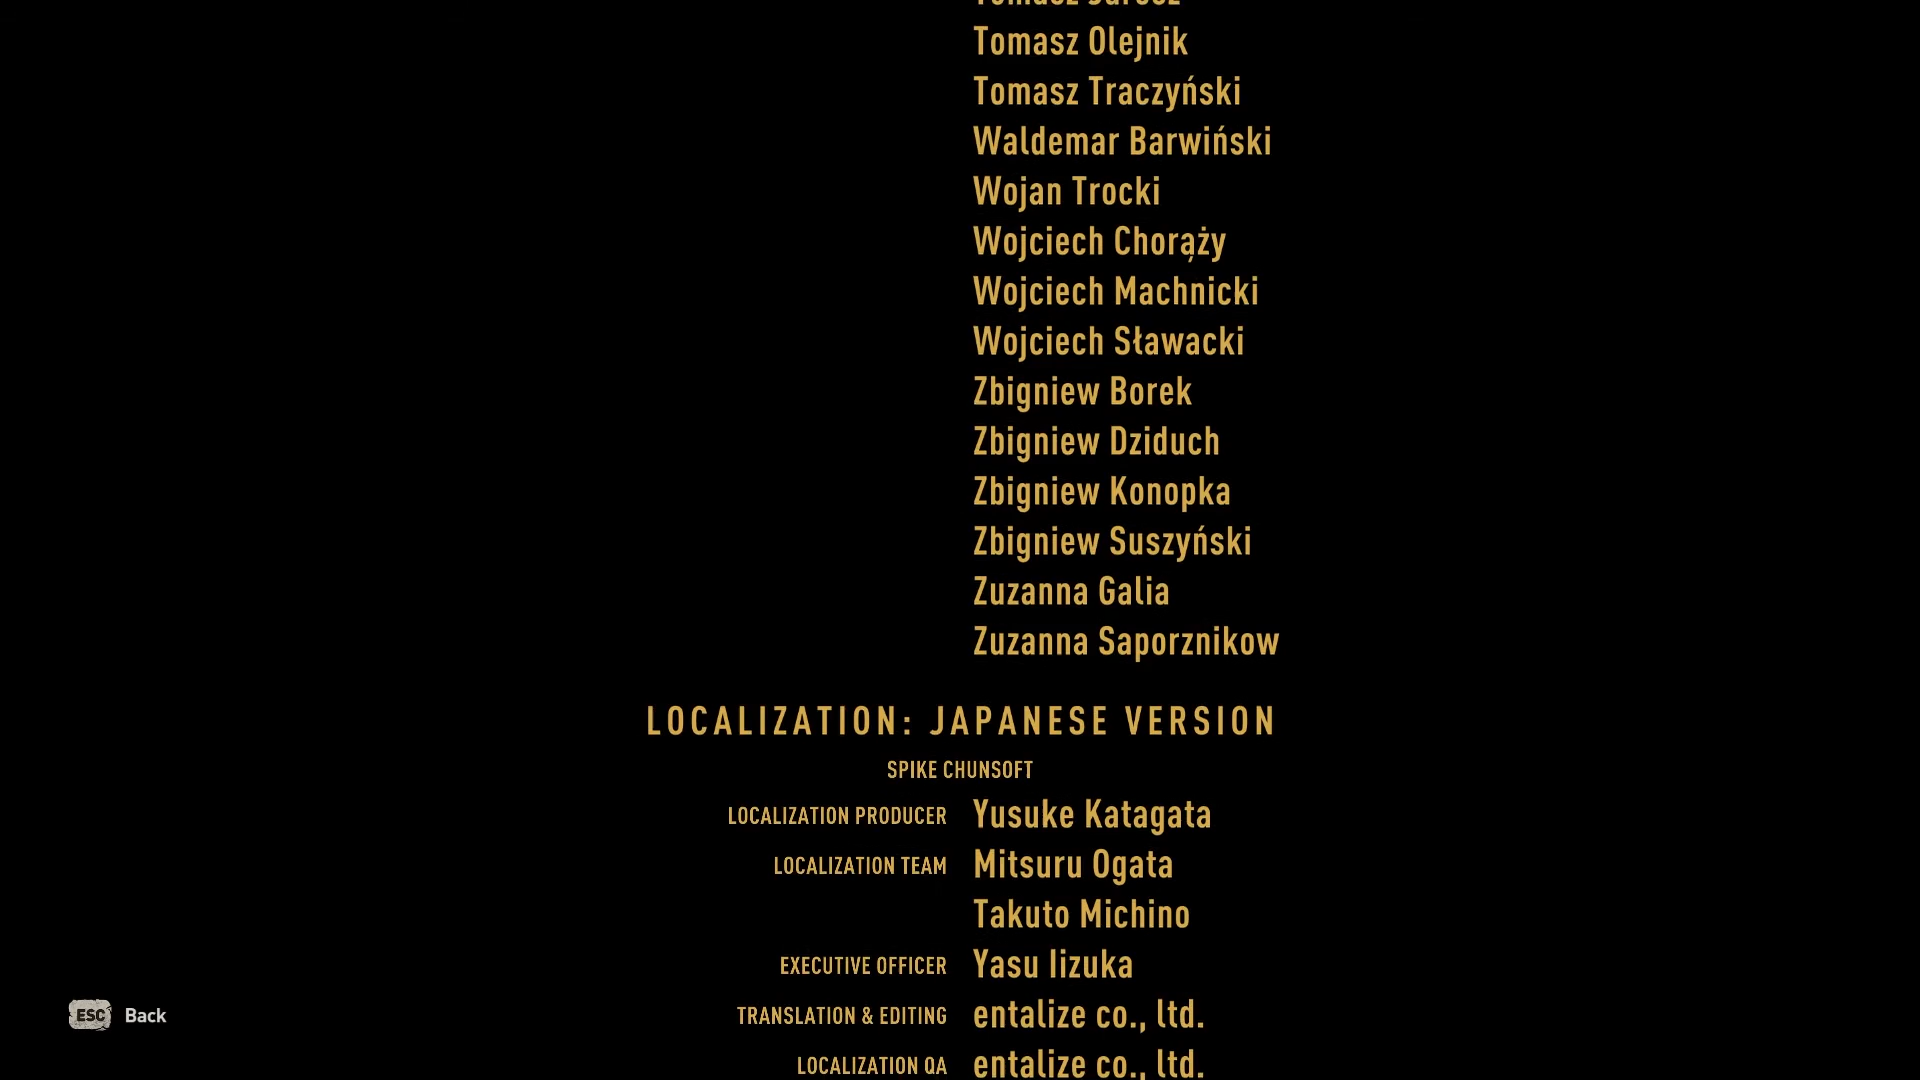 Tomasz Olejnik
Tomasz Traczyński
Waldemar Barwiński
Wojan Trocki
Wojciech Chorąży
Wojciech Machnicki
Wojciech Sławacki
Zbigniew Borek
Zbigniew Dziduch
Zbigniew Konopka
Zbigniew Suszyński
Zuzanna Galia
Zuzanna Saporznikow
LOCALIZATION: JAPANESE VERSION
SPIKE CHUNSOFT
LOCALIZATION PRODUCER Yusuke Katagata
LOCALIZATION TEAM Mitsuru Ogata
Takuto Michino
EXECUTIVE OFFICER Yasu Iizuka
TRANSLATION & EDITING entalize co., ltd.
LOCALIZATION QA entalize co., ltd.
ESC Back